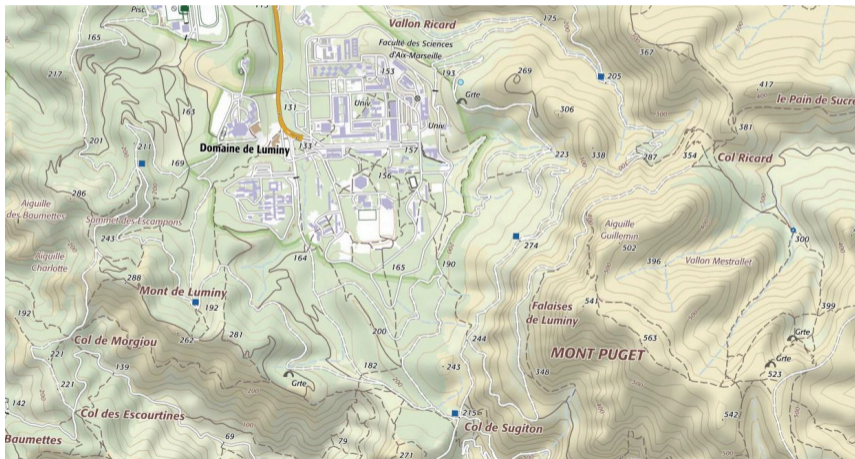 Pisc.
113
Vallon Ricard
175
165
Faculté des Sciences
d'Aix-Marseille
367
217
153
193
269
205
417
163
131
Univ.
Grte
306
le Pain de Sucre
201
211
Univ.
381
Domaine de Luminy
133
157
223
338
287
354
Col Ricard
169
156
286
Aiguille
des Baumettes
Sommet des Escampons
Aiguille
Guillemin
243
274
502
300
Aiguille
Charlotte
164
165
190
396
Vallon Mestrallet
288
Mont de Luminy
192
541
399
192
Falaises
de Luminy
200
Col de Morgiou
262
281
244
563
Grte
221
MONT PUGET
Grte
139
182
243
348
523
221
Grte
142
215
542
Col des Escourtines
Col de Sugiton
Baumettes
69
79
271